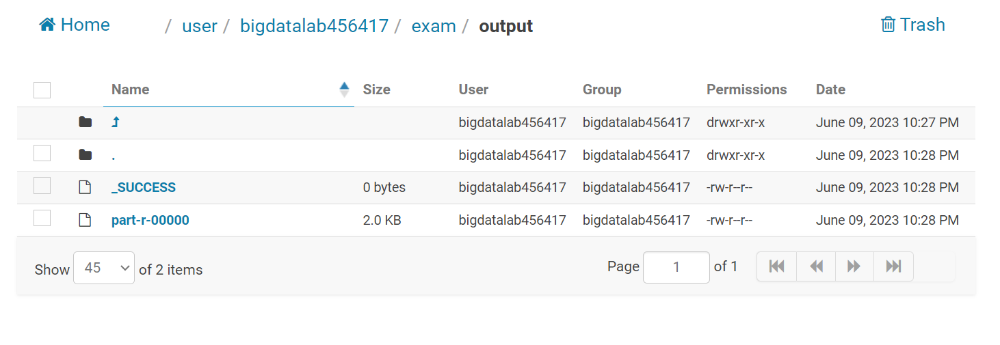 Home / user / bigdatalab456417 / exam / output Trash
Name Size User Group Permissions Date
bigdatalab456417 bigdatalab456417 drwxr-xr-x June 09, 2023 10:27 PM
. bigdatalab456417 bigdatalab456417 drwxr-xr-x June 09, 2023 10:28 PM
_SUCCESS 0 bytes bigdatalab456417 bigdatalab456417 -rw-r--r-- June 09, 2023 10:28 PM
part-r-00000 2.0 KB bigdatalab456417 bigdatalab456417 -rw-r--r-- June 09, 2023 10:28 PM
Show 45 of 2 items Page 1 of 1